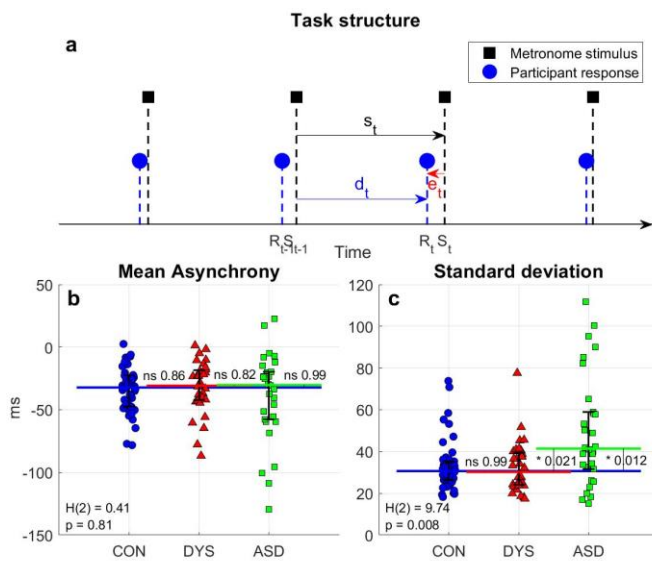 Task structure
a
Metronome stimulus
Participant response
s_t
d_t
e_t
R_t-1 S_t-1
R_t S_t
Time
Mean Asynchrony
b
50
0
-50
-100
-150
ms
ns 0.86
ns 0.82
ns 0.99
H(2) = 0.41
p = 0.81
CON
DYS
ASD
Standard deviation
c
120
100
80
60
40
20
0
ns 0.99
* 0.021
* 0.012
H(2) = 9.74
p = 0.008
CON
DYS
ASD